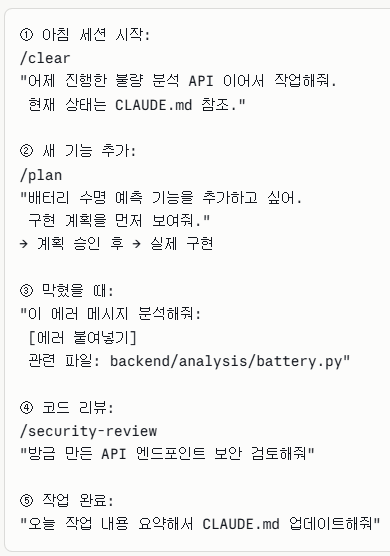 ① 아침 세션 시작:
/clear
"어제 진행한 불량 분석 API 이어서 작업해줘.
현재 상태는 CLAUDE.md 참조."
② 새 기능 추가:
/plan
"배터리 수명 예측 기능을 추가하고 싶어.
구현 계획을 먼저 보여줘."
→ 계획 승인 후 → 실제 구현
③ 막혔을 때:
"이 에러 메시지 분석해줘:
[에러 붙여넣기]
관련 파일: backend/analysis/battery.py"
④ 코드 리뷰:
/security-review
"방금 만든 API 엔드포인트 보안 검토해줘"
⑤ 작업 완료:
"오늘 작업 내용 요약해서 CLAUDE.md 업데이트해줘"